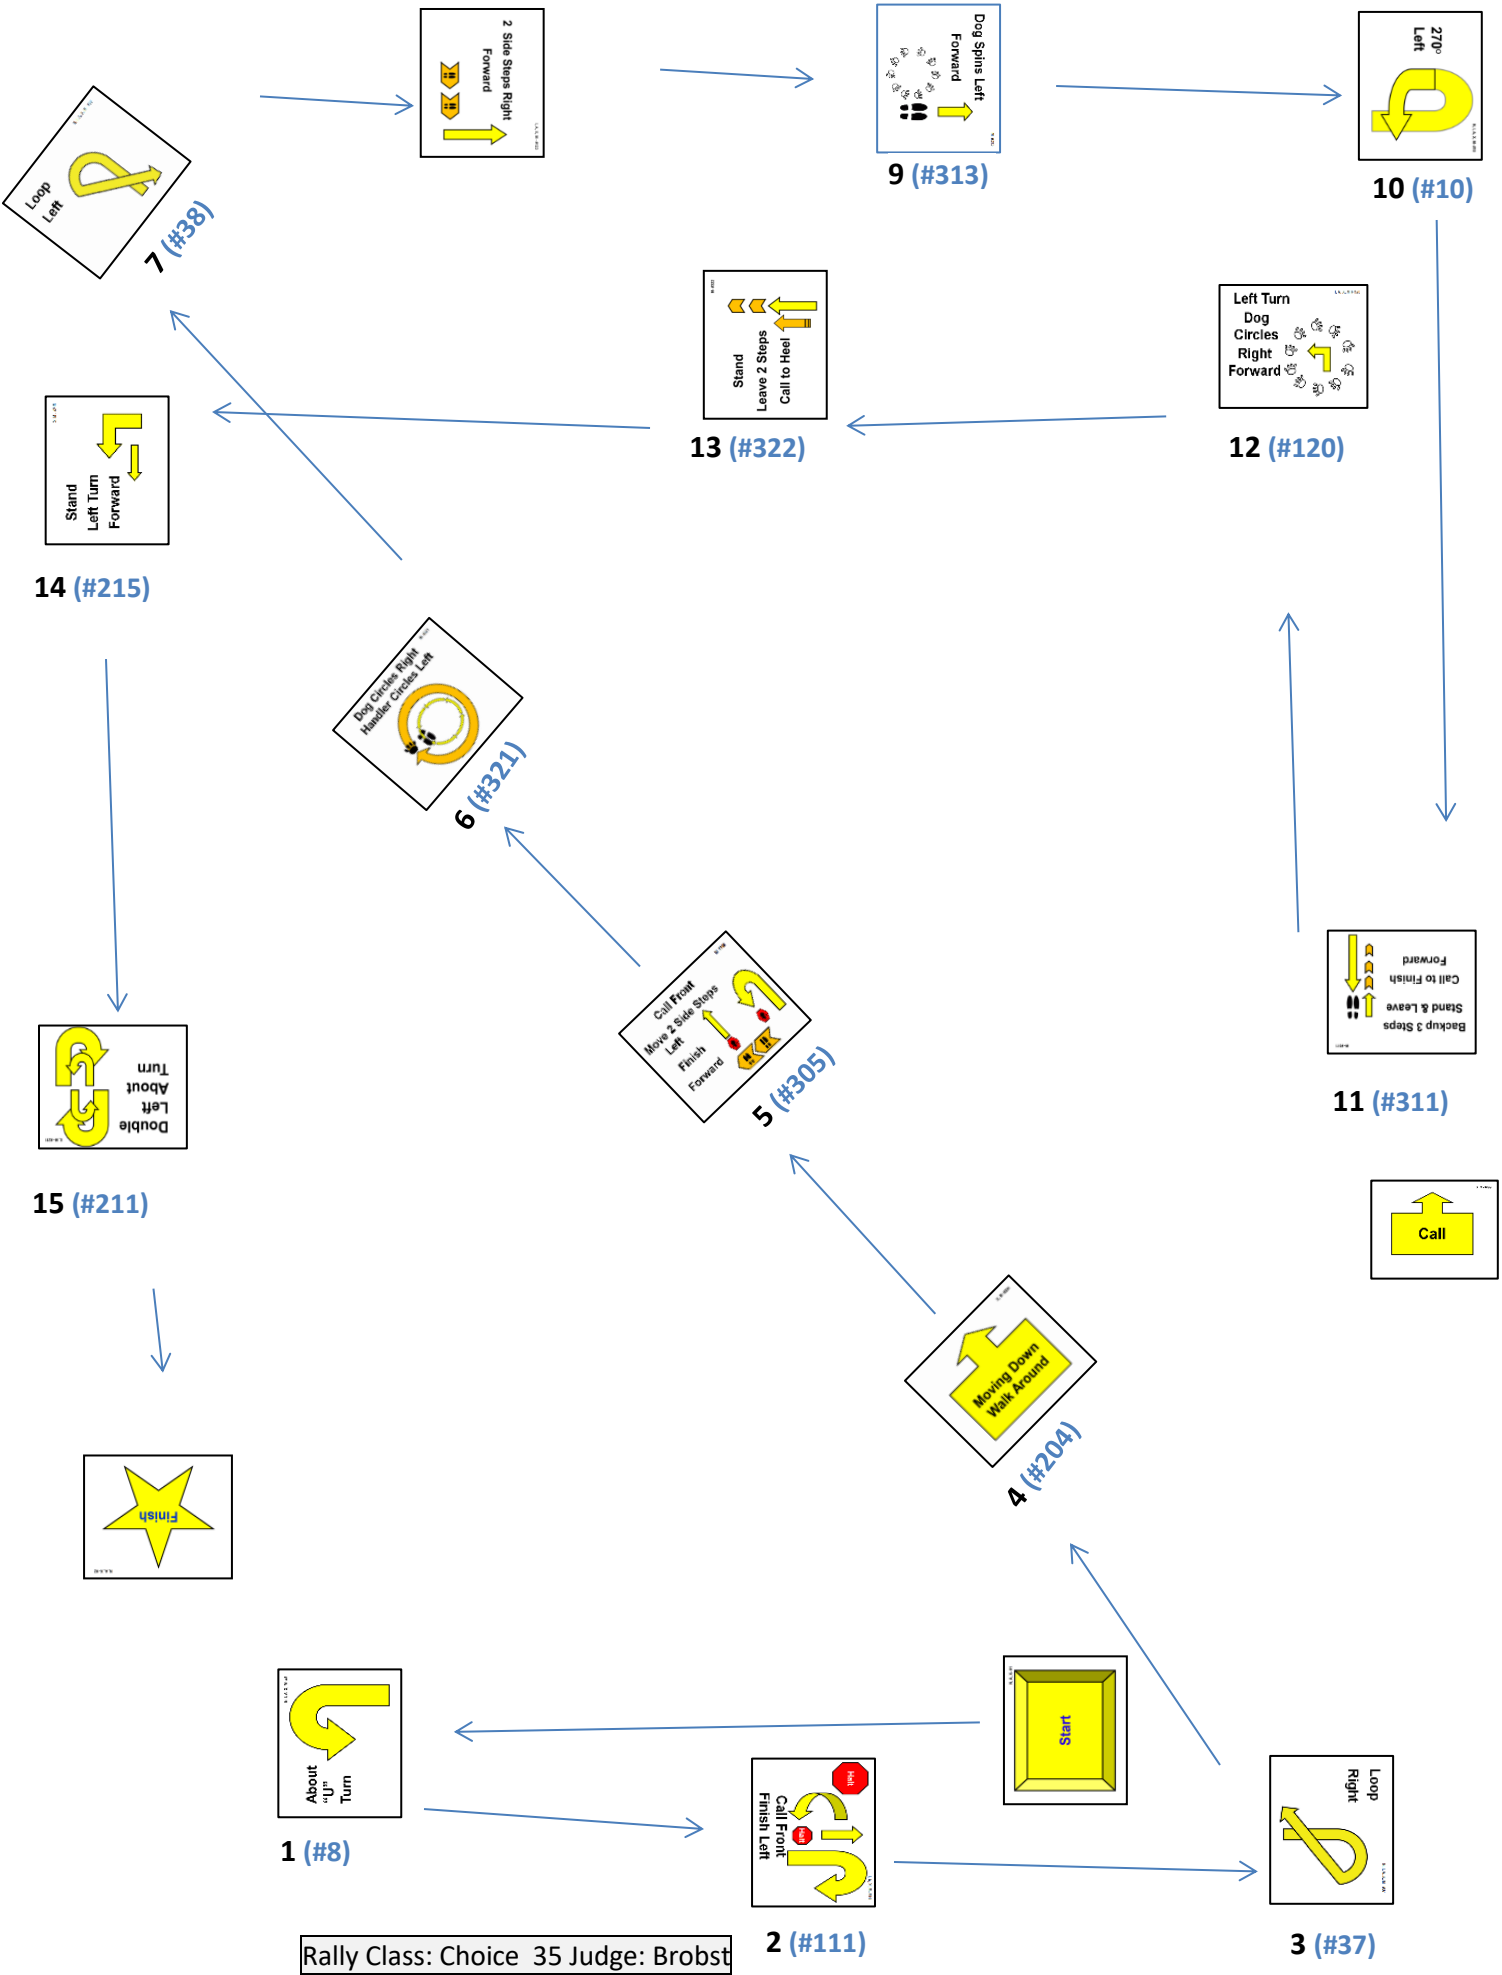 2 Side Steps Right
Forward
Dog Spins Left
Forward
9 (#313)
270°
Left
10 (#10)
Loop
Left
7 (#38)
Stand
Leave 2 Steps
Call to Heel
13 (#322)
Left Turn
Dog
Circles
Right
Forward
12 (#120)
Stand
Left Turn
Forward
14 (#215)
Dog Circles Right
Handler Circles Left
6 (#321)
Call Front
Move 2 Side Steps
Left
Finish
Forward
5 (#305)
Backup 3 Steps
Stand & Leave
Call to Finish
Forward
11 (#311)
Call
Double
Left
About
Turn
15 (#211)
Moving Down
Walk Around
4 (#204)
Finish
Start
About
"U"
Turn
1 (#8)
Halt
Call Front
Finish Left
Halt
2 (#111)
Loop
Right
3 (#37)
Rally Class: Choice 35 Judge: Brobst